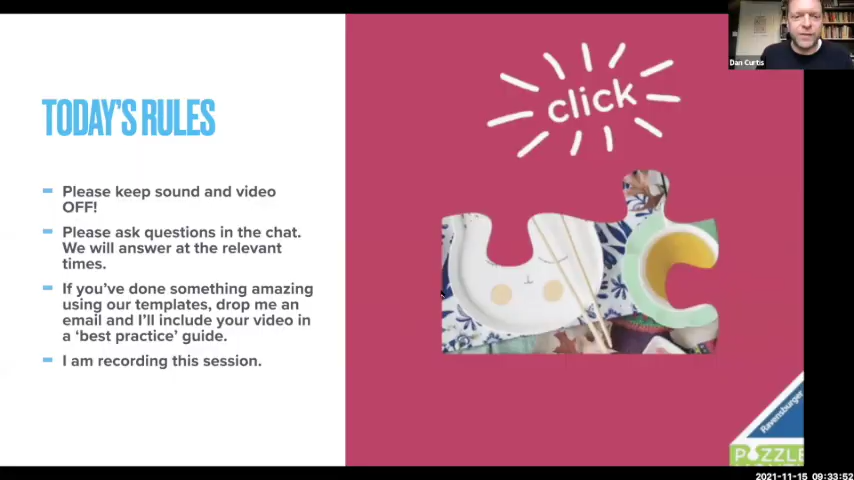 TODAY'S RULES
Please keep sound and video
OFF!
Please ask questions in the chat.
We will answer at the relevant
times.
If you've done something amazing
using our templates, drop me an
email and I'll include your video in
a 'best practice' guide.
I am recording this session.
click
Dan Curtis
Ravensburger
PUZZLE
2021-11-15 09:33:52